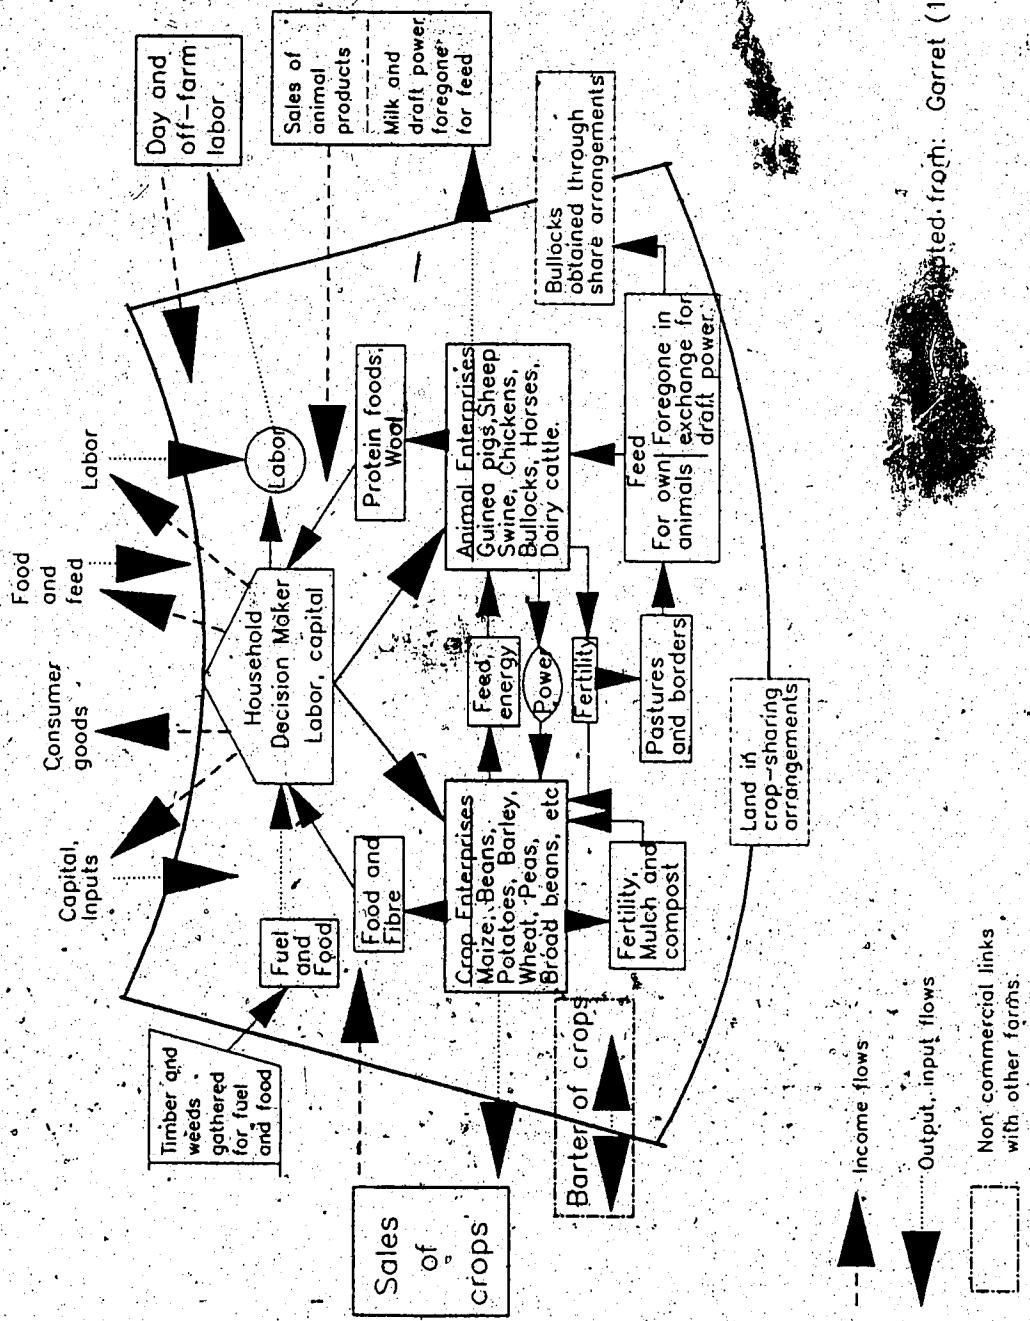 Food
and
feed
Consumer
goods
Capital,
Inputs
Labor
Day and
off-farm
labor
Timber and
weeds
gathered
for fuel
and food
Household
Decision Maker
Labor, capital
Labor
Fuel
and
Food
Sales of
animal
products
Milk and
draft power
foregone
for feed
Food and
Fibre
Protein foods,
Wool
Sales
of
crops
Crop Enterprises
Maize, Beans,
Potatoes, Barley,
Wheat, Peas,
Broad beans, etc
Feed,
energy
Power
Fertility
Animal Enterprises
Guinea pigs, Sheep
Swine, Chickens,
Bullocks, Horses,
Dairy cattle.
Barter of crops
Fertility,
Mulch and
compost
Pastures
and borders
Feed
For own
animals
Foregone in
exchange for
draft power.
Bullocks
obtained through
share arrangements
Land in
crop-sharing
arrangements
Income flows
Output, input flows
Non commercial links
with other farms.
from: Garret (1